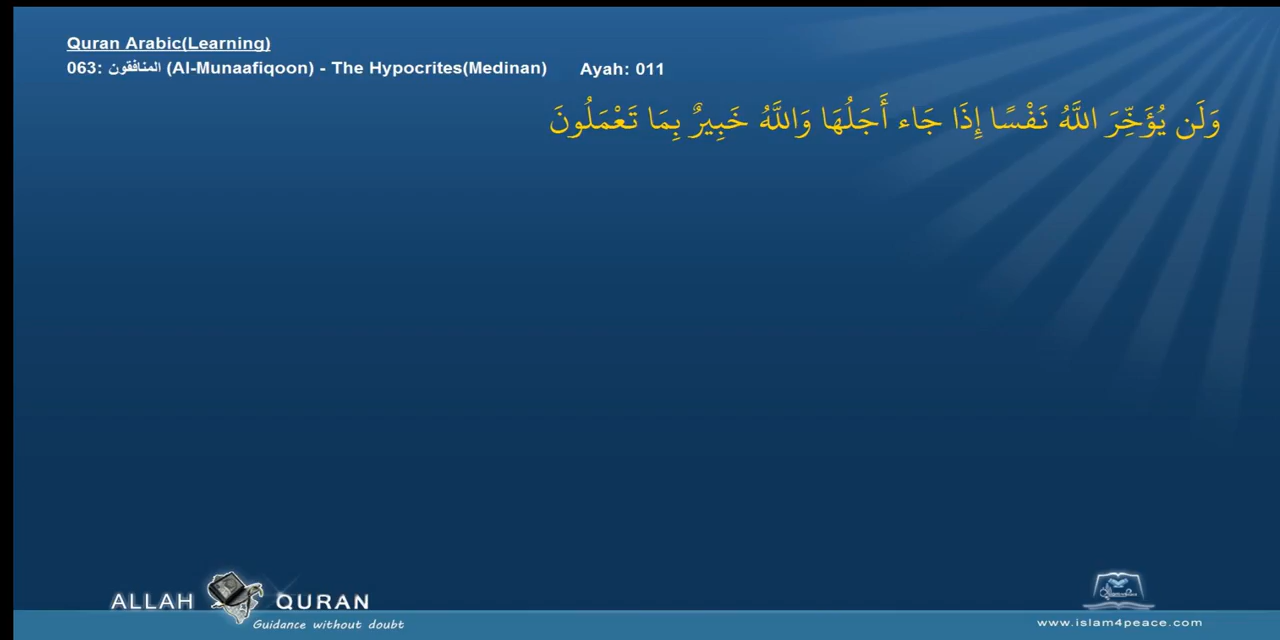 Quran Arabic(Learning)
063: المنافقون (Al-Munaafiqoon) - The Hypocrites(Medinan) Ayah: 011
وَلَن يُؤَخِّرَ اللَّهُ نَفْسًا إِذَا جَاء أَجَلُهَا وَاللَّهُ خَبِيرٌ بِمَا تَعْمَلُونَ
ALLAH QURAN
Guidance without doubt
www.islam4peace.com